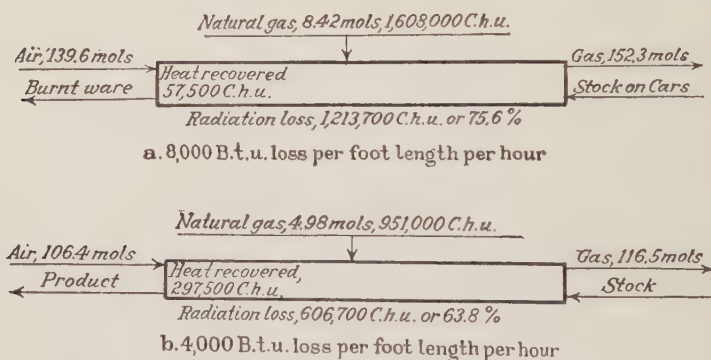 Natural gas, 8.42 mols, 1,608,000 C.h.u.
Air, 139.6 mols
Gas, 152.3 mols
Heat recovered
57,500 C.h.u.
Burnt ware
Stock on Cars
Radiation loss, 1,213,700 C.h.u. or 75.6 %
a. 8,000 B.t.u. loss per foot length per hour
Natural gas, 4.98 mols, 951,000 C.h.u.
Air, 106.4 mols
Gas, 116.5 mols
Heat recovered,
297,500 C.h.u.
Product
Stock
Radiation loss, 606,700 C.h.u. or 63.8 %
b. 4,000 B.t.u. loss per foot length per hour